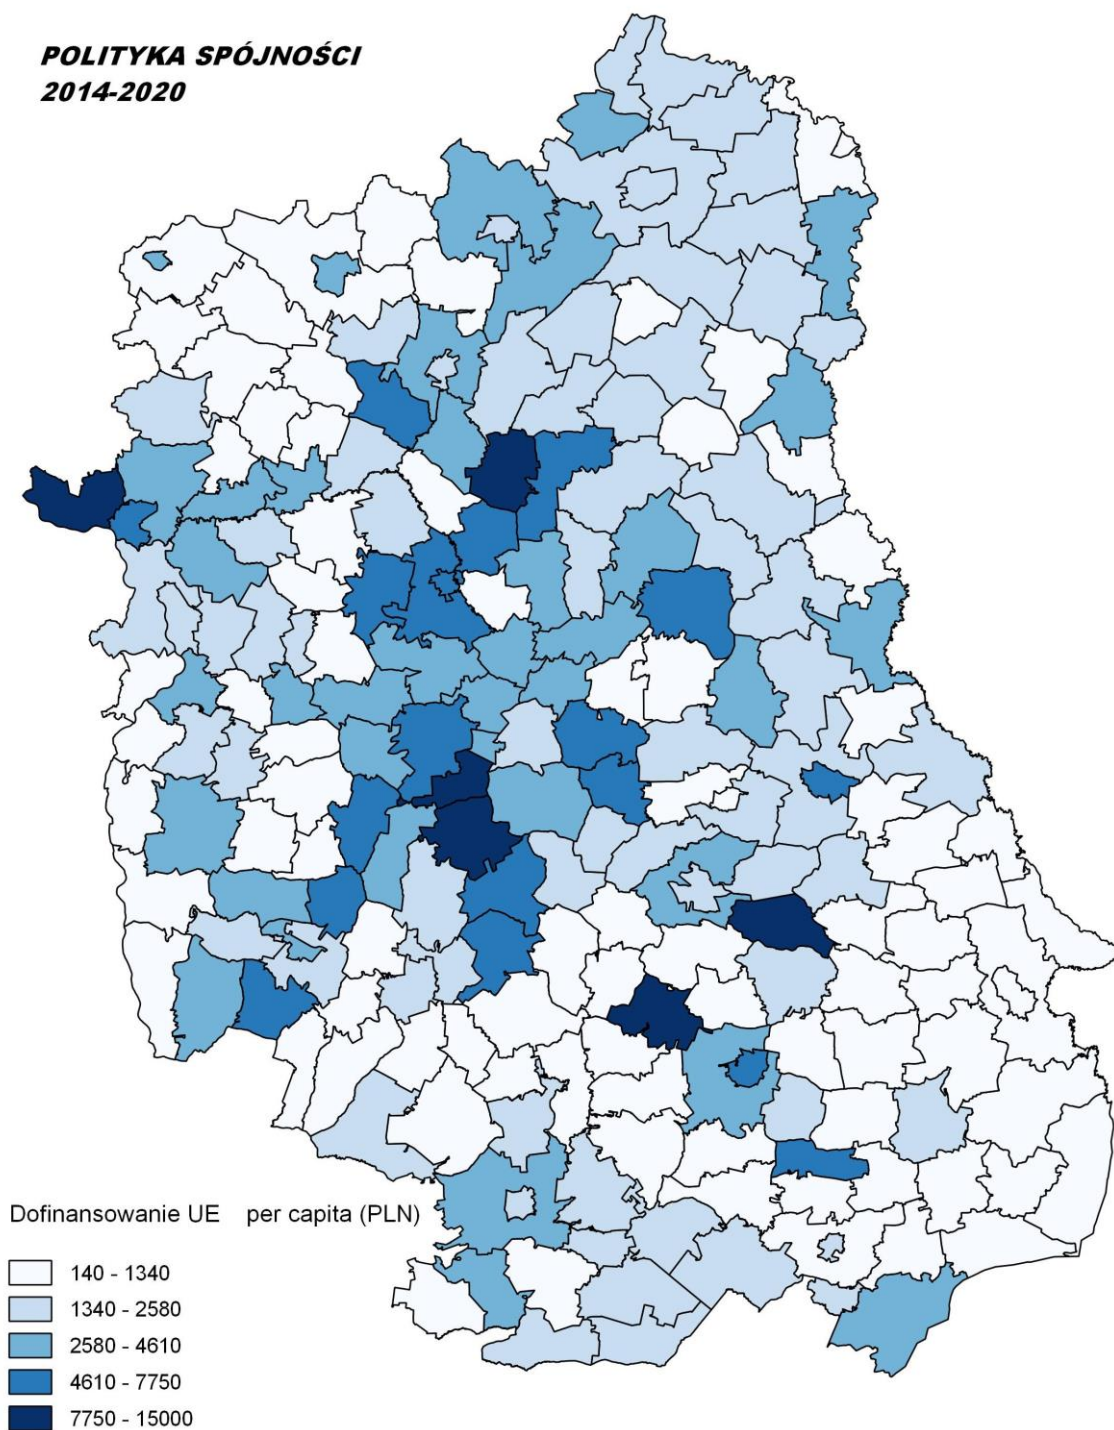 POLITYKA SPÓJNOŚCI
2014-2020
Dofinansowanie UE per capita (PLN)
140 - 1340
1340 - 2580
2580 - 4610
4610 - 7750
7750 - 15000